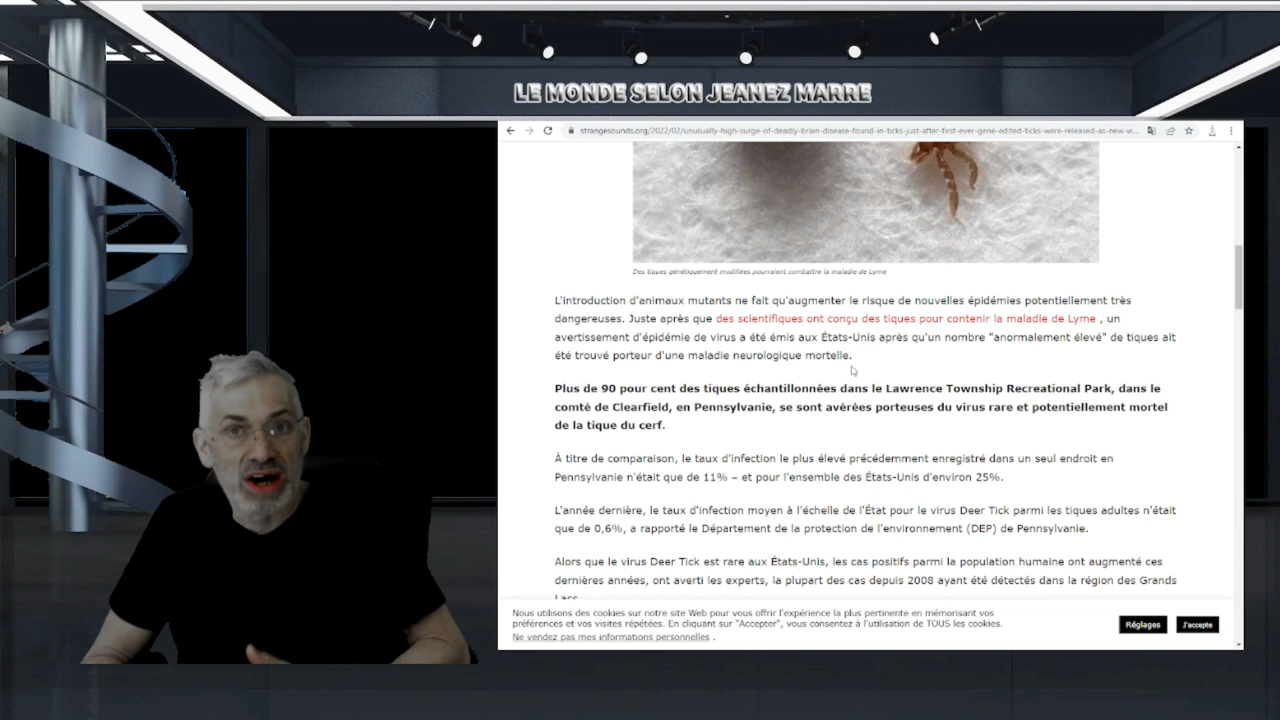 LE MONDE SELON JEANEZ MARRE
strangesounds.org/2022/02/unusually-high-surge-of-deadly-brain-disease-found-in-ticks-just-after-first-ever-gene-edited-ticks-were-released-as-new-w...
Des tiques génétiquement modifiées pourraient combattre la maladie de Lyme
L'introduction d'animaux mutants ne fait qu'augmenter le risque de nouvelles épidémies potentiellement très
dangereuses. Juste après que des scientifiques ont conçu des tiques pour contenir la maladie de Lyme , un
avertissement d'épidémie de virus a été émis aux États-Unis après qu'un nombre "anormalement élevé" de tiques ait
été trouvé porteur d'une maladie neurologique mortelle.
Plus de 90 pour cent des tiques échantillonnées dans le Lawrence Township Recreational Park, dans le
comté de Clearfield, en Pennsylvanie, se sont avérées porteuses du virus rare et potentiellement mortel
de la tique du cerf.
À titre de comparaison, le taux d'infection le plus élevé précédemment enregistré dans un seul endroit en
Pennsylvanie n'était que de 11% – et pour l'ensemble des États-Unis d'environ 25%.
L'année dernière, le taux d'infection moyen à l'échelle de l'État pour le virus Deer Tick parmi les tiques adultes n'était
que de 0,6%, a rapporté le Département de la protection de l'environnement (DEP) de Pennsylvanie.
Alors que le virus Deer Tick est rare aux États-Unis, les cas positifs parmi la population humaine ont augmenté ces
dernières années, ont averti les experts, la plupart des cas depuis 2008 ayant été détectés dans la région des Grands
Lacs
Nous utilisons des cookies sur notre site Web pour vous offrir l'expérience la plus pertinente en mémorisant vos
préférences et vos visites répétées. En cliquant sur "Accepter", vous consentez à l'utilisation de TOUS les cookies.
Ne vendez pas mes informations personnelles .
Réglages
J'accepte